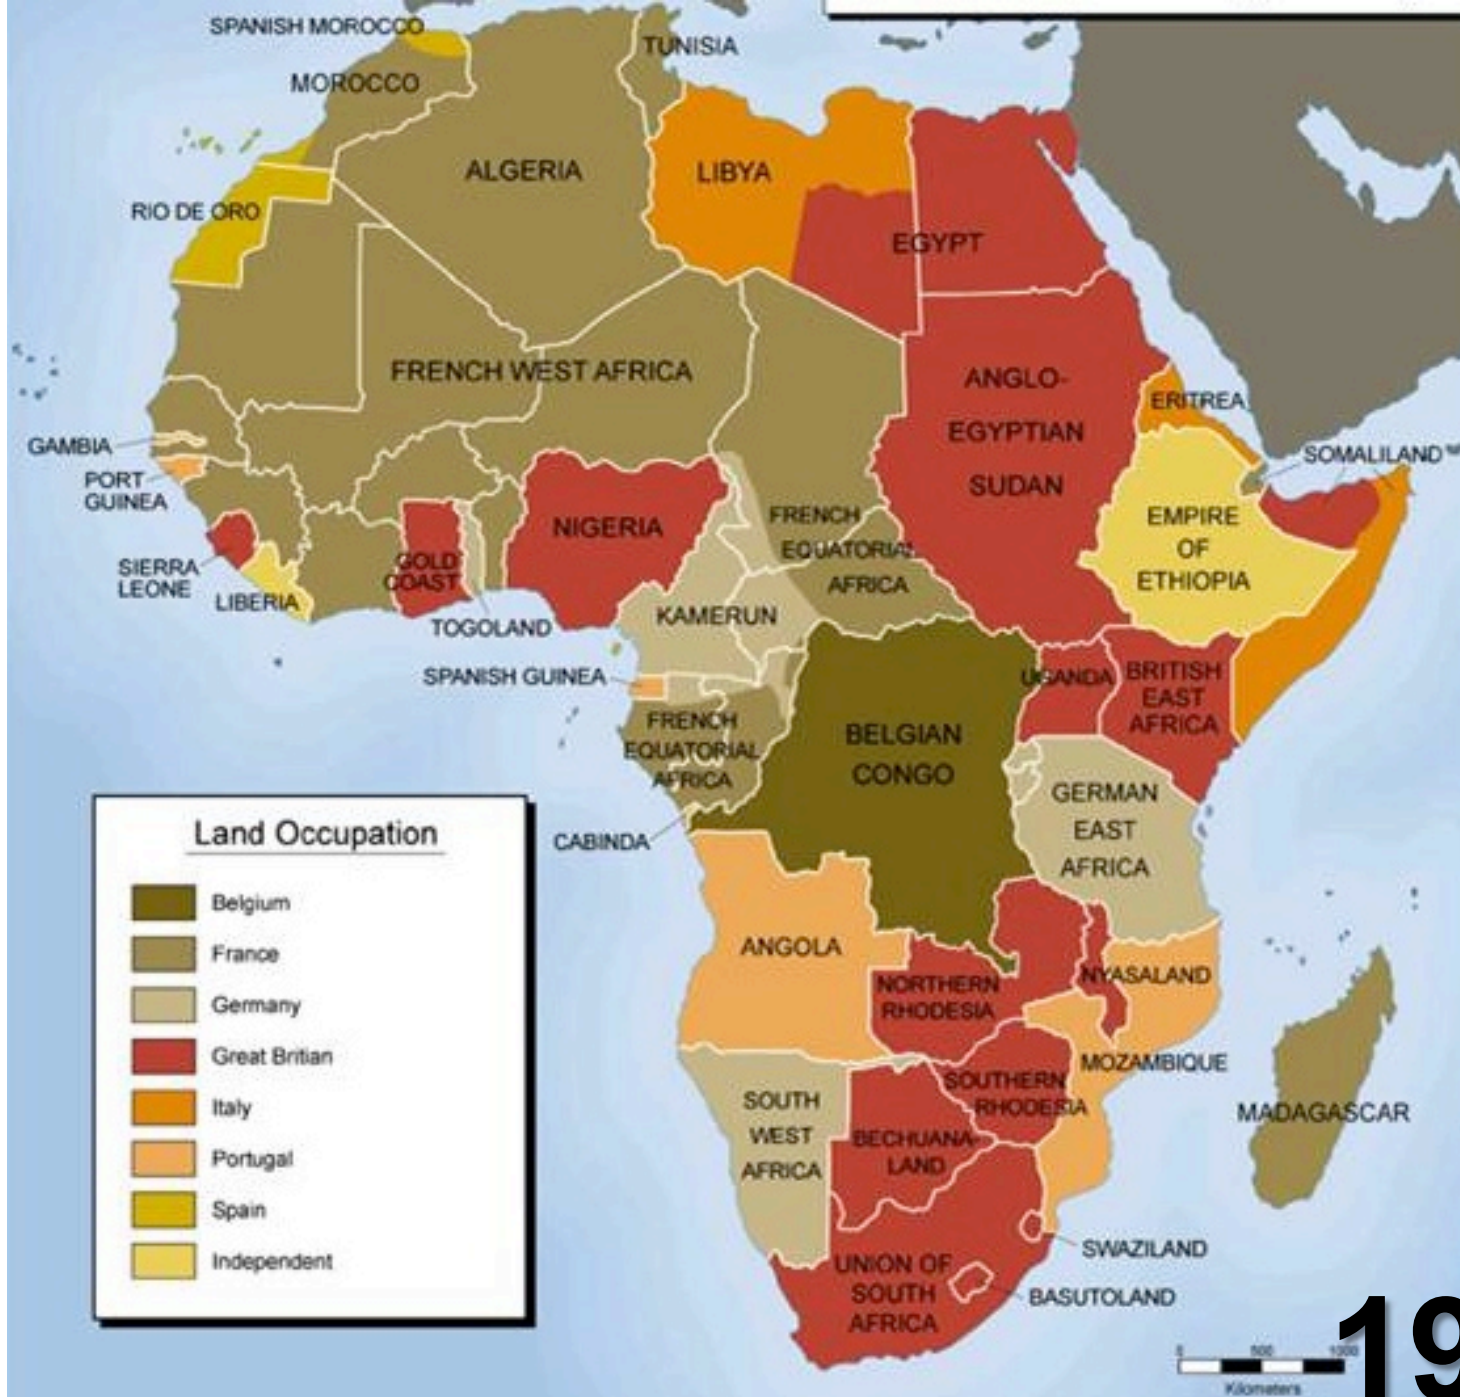 SPANISH MOROCCO
TUNISIA
MOROCCO
ALGERIA
LIBYA
RIO DE ORO
EGYPT
FRENCH WEST AFRICA
ANGLO-
EGYPTIAN
SUDAN
ERITREA
GAMBIA
SOMALILAND
PORT
GUINEA
NIGERIA
FRENCH
EQUATORIAL
AFRICA
EMPIRE
OF
ETHIOPIA
SIERRA
LEONE
GOLD
COAST
LIBERIA
TOGOLAND
KAMERUN
SPANISH GUINEA
UGANDA
BRITISH
EAST
AFRICA
FRENCH
EQUATORIAL
AFRICA
BELGIAN
CONGO
GERMAN
EAST
AFRICA
CABINDA
ANGOLA
NORTHERN
RHODESIA
NYASALAND
MOZAMBIQUE
SOUTHERN
RHODESIA
SOUTH
WEST
AFRICA
BECHUANA-
LAND
MADAGASCAR
SWAZILAND
UNION OF
SOUTH
AFRICA
BASUTOLAND
Land Occupation
Belgium
France
Germany
Great Britian
Italy
Portugal
Spain
Independent
0 500 1000
Kilometers
19